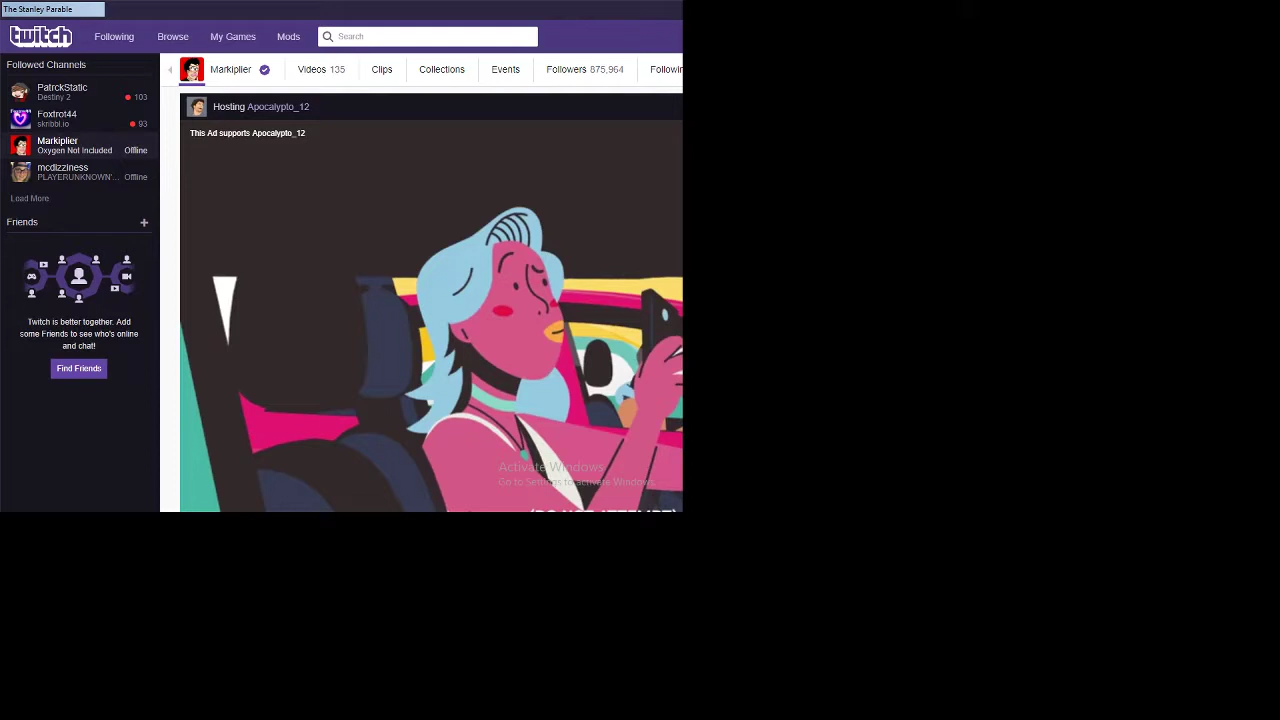 The Stanley Parable
twitch
Following
Browse
My Games
Mods
Search
Followed Channels
PatrckStatic
Destiny 2
103
Foxtrot44
skribbl.io
93
Markiplier
Oxygen Not Included
Offline
mcdizziness
PLAYERUNKNOWN'...
Offline
Load More
Friends
+
Twitch is better together. Add
some Friends to see who's online
and chat!
Find Friends
Markiplier
Videos 135
Clips
Collections
Events
Followers 875,964
Followin
Hosting Apocalypto_12
This Ad supports Apocalypto_12
Activate Windows
Go to Settings to activate Windows.